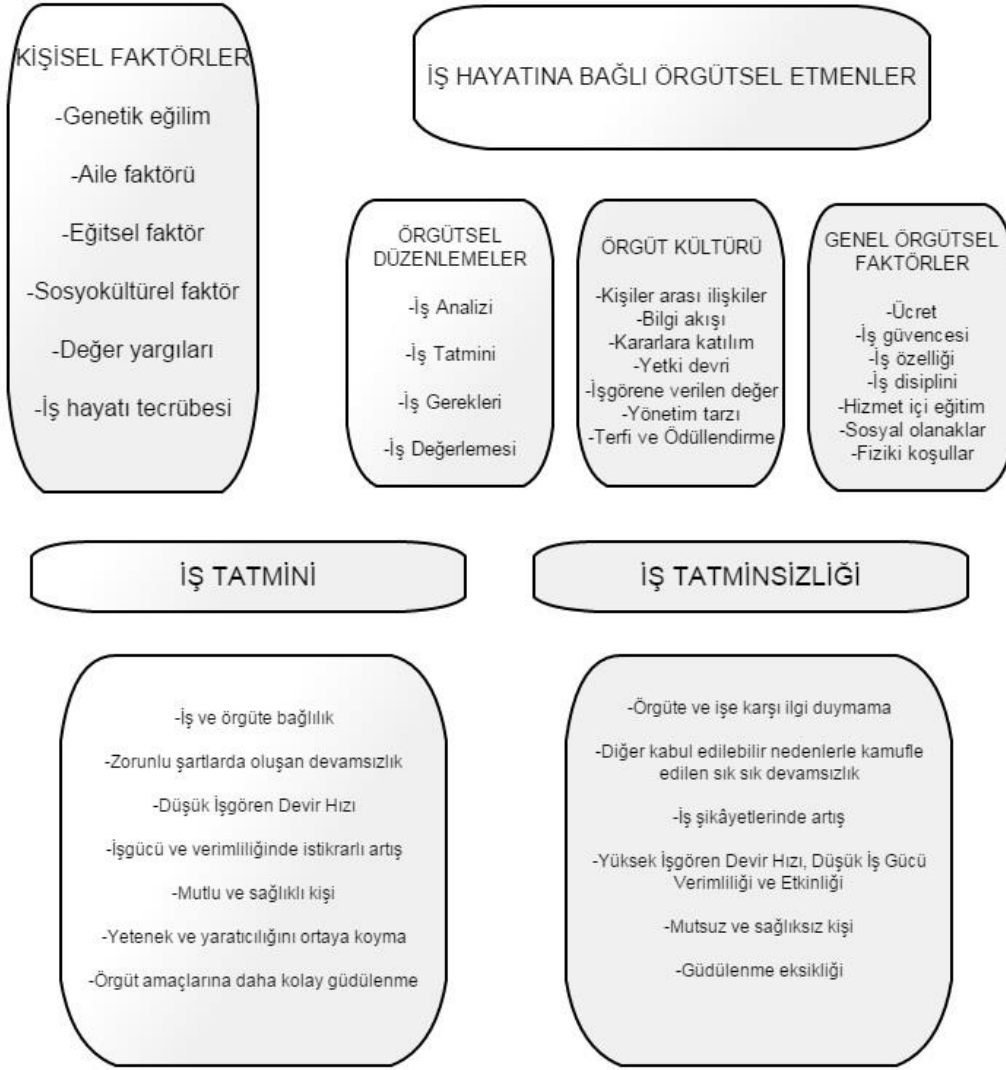 KİŞİSEL FAKTÖRLER
-Genetik eğilim
-Aile faktörü
-Eğitsel faktör
-Sosyokültürel faktör
-Değer yargıları
-İş hayatı tecrübesi
İŞ HAYATINA BAĞLI ÖRGÜTSEL ETMENLER
ÖRGÜTSEL
DÜZENLEMELER
-İş Analizi
-İş Tatmini
-İş Gerekleri
-İş Değerlemesi
ÖRGÜT KÜLTÜRÜ
-Kişiler arası ilişkiler
-Bilgi akışı
-Kararlara katılım
-Yetki devri
-İşgörene verilen değer
-Yönetim tarzı
-Terfi ve Ödüllendirme
GENEL ÖRGÜTSEL
FAKTÖRLER
-Ücret
-İş güvencesi
-İş özelliği
-İş disiplini
-Hizmet içi eğitim
-Sosyal olanaklar
-Fiziki koşullar
İŞ TATMİNİ
-İş ve örgüte bağlılık
-Zorunlu şartlarda oluşan devamsızlık
-Düşük İşgören Devir Hızı
-İşgücü ve verimliliğinde istikrarlı artış
-Mutlu ve sağlıklı kişi
-Yetenek ve yaratıcılığını ortaya koyma
-Örgüt amaçlarına daha kolay güdülenme
İŞ TATMİNSİZLİĞİ
-Örgüte ve işe karşı ilgi duymama
-Diğer kabul edilebilir nedenlerle kamufle
edilen sık sık devamsızlık
-İş şikâyetlerinde artış
-Yüksek İşgören Devir Hızı, Düşük İş Gücü
Verimliliği ve Etkinliği
-Mutsuz ve sağlıksız kişi
-Güdülenme eksikliği